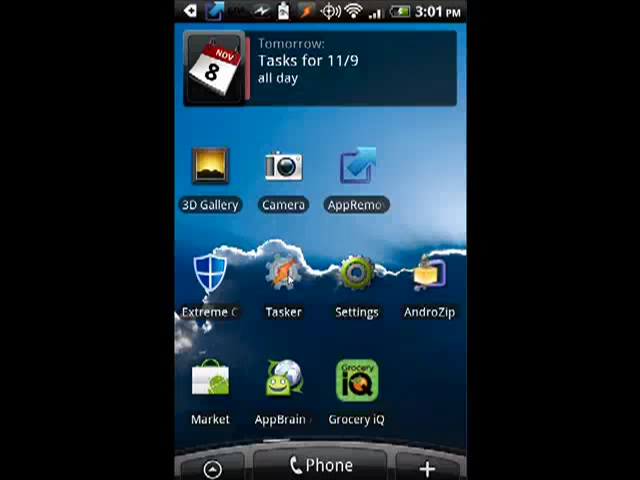 3:01 PM
NOV
8
Tomorrow:
Tasks for 11/9
all day
3D Gallery
Camera
AppRemo
Extreme C
Tasker
Settings
AndroZip
Grocery
iQ
Market
AppBrain
Grocery iQ
Phone